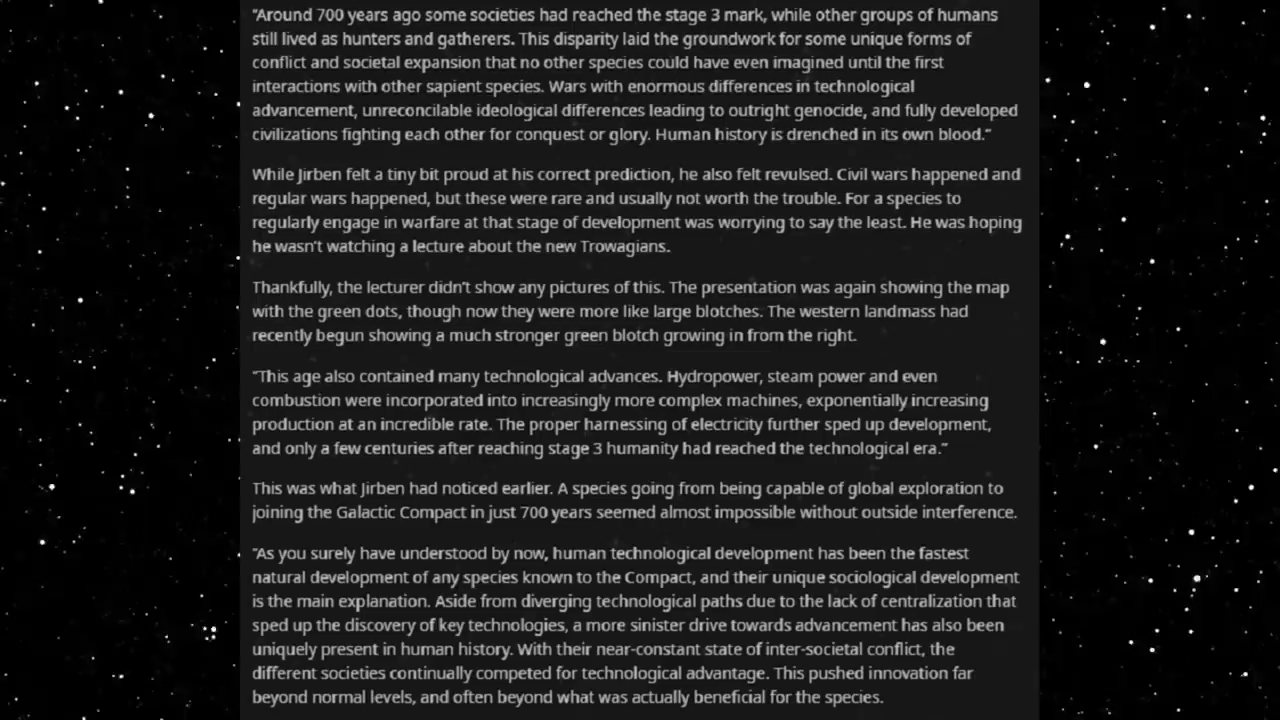 “Around 700 years ago some societies had reached the stage 3 mark, while other groups of humans
still lived as hunters and gatherers. This disparity laid the groundwork for some unique forms of
conflict and societal expansion that no other species could have even imagined until the first
interactions with other sapient species. Wars with enormous differences in technological
advancement, unreconcilable ideological differences leading to outright genocide, and fully developed
civilizations fighting each other for conquest or glory. Human history is drenched in its own blood.”
While Jirben felt a tiny bit proud at his correct prediction, he also felt revulsed. Civil wars happened and
regular wars happened, but these were rare and usually not worth the trouble. For a species to
regularly engage in warfare at that stage of development was worrying to say the least. He was hoping
he wasn’t watching a lecture about the new Trowagians.
Thankfully, the lecturer didn’t show any pictures of this. The presentation was again showing the map
with the green dots, though now they were more like large blotches. The western landmass had
recently begun showing a much stronger green blotch growing in from the right.
“This age also contained many technological advances. Hydropower, steam power and even
combustion were incorporated into increasingly more complex machines, exponentially increasing
production at an incredible rate. The proper harnessing of electricity further sped up development,
and only a few centuries after reaching stage 3 humanity had reached the technological era.”
This was what Jirben had noticed earlier. A species going from being capable of global exploration to
joining the Galactic Compact in just 700 years seemed almost impossible without outside interference.
“As you surely have understood by now, human technological development has been the fastest
natural development of any species known to the Compact, and their unique sociological development
is the main explanation. Aside from diverging technological paths due to the lack of centralization that
sped up the discovery of key technologies, a more sinister drive towards advancement has also been
uniquely present in human history. With their near-constant state of inter-societal conflict, the
different societies continually competed for technological advantage. This pushed innovation far
beyond normal levels, and often beyond what was actually beneficial for the species.